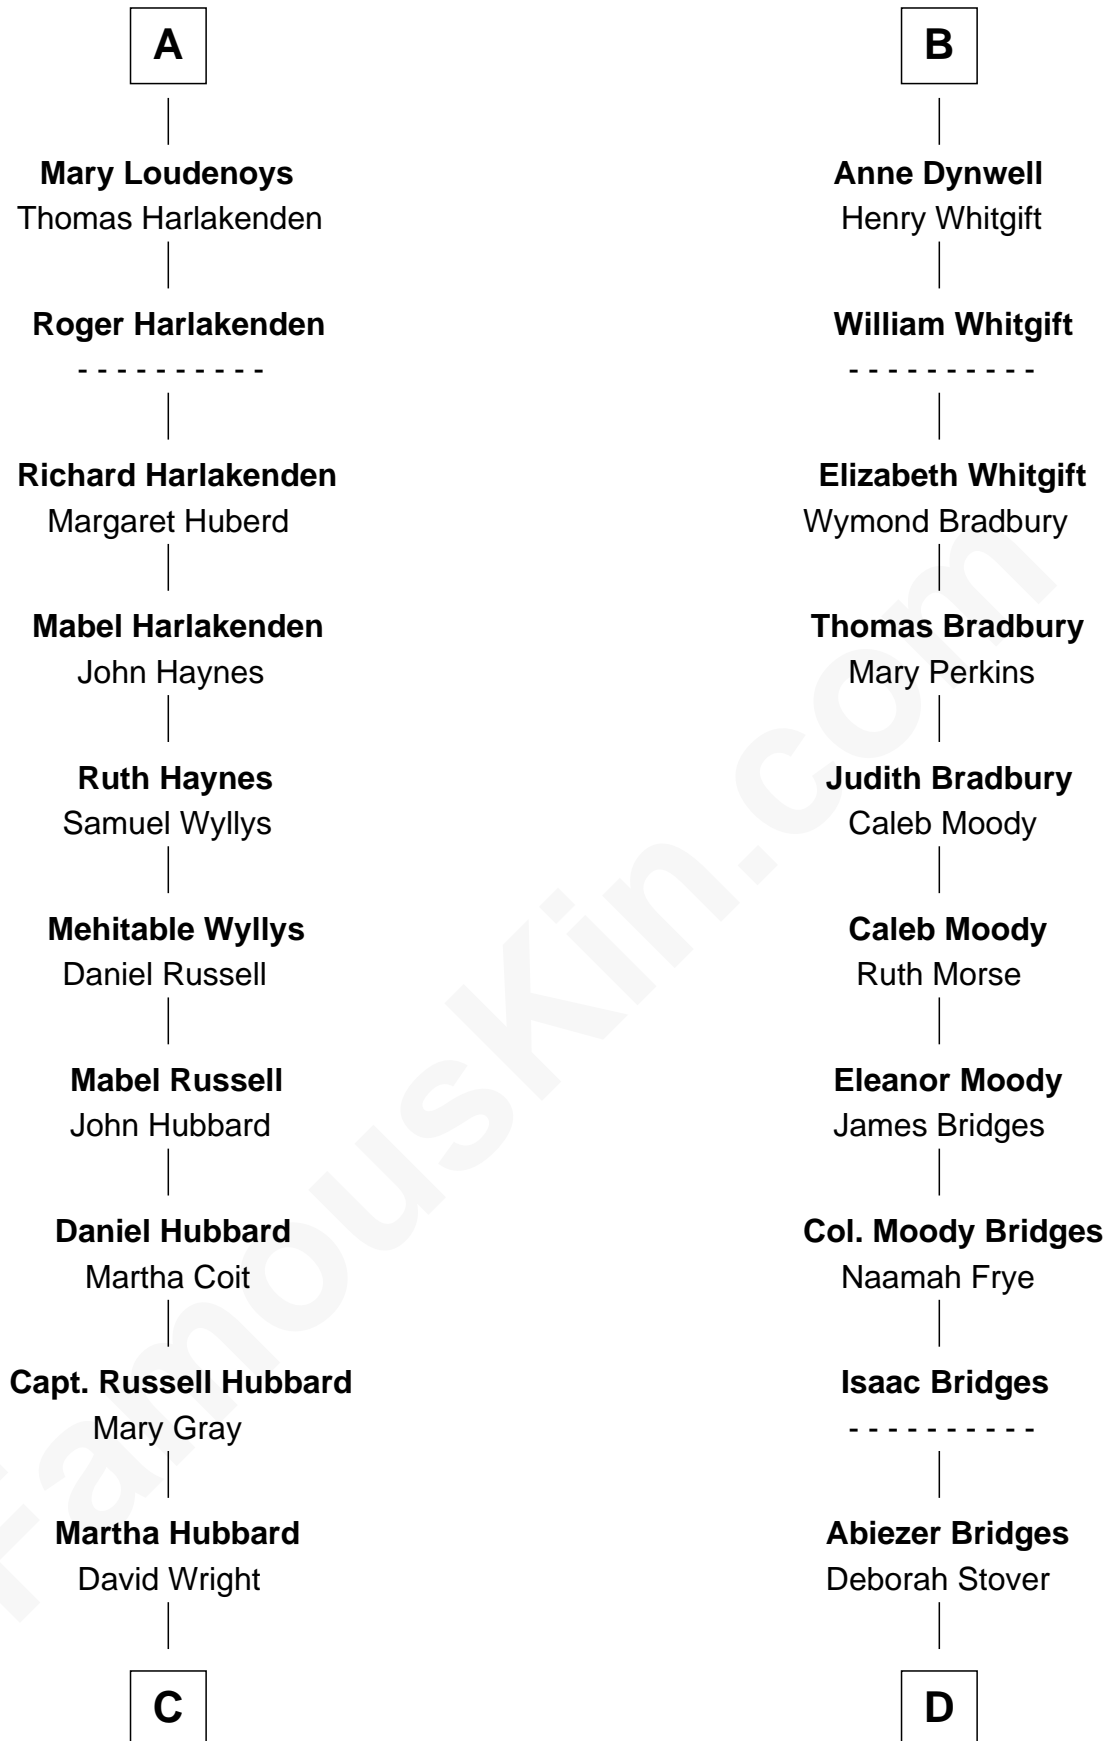 A
Mary Loudenoys
Thomas Harlakenden
Roger Harlakenden
- - - - - - - - - -
Richard Harlakenden
Margaret Huberd
Mabel Harlakenden
John Haynes
Ruth Haynes
Samuel Wyllys
Mehitable Wyllys
Daniel Russell
Mabel Russell
John Hubbard
Daniel Hubbard
Martha Coit
Capt. Russell Hubbard
Mary Gray
Martha Hubbard
David Wright
C
B
Anne Dynwell
Henry Whitgift
William Whitgift
- - - - - - - - - -
Elizabeth Whitgift
Wymond Bradbury
Thomas Bradbury
Mary Perkins
Judith Bradbury
Caleb Moody
Caleb Moody
Ruth Morse
Eleanor Moody
James Bridges
Col. Moody Bridges
Naamah Frye
Isaac Bridges
- - - - - - - - - -
Abiezer Bridges
Deborah Stover
D
FamousKin.com